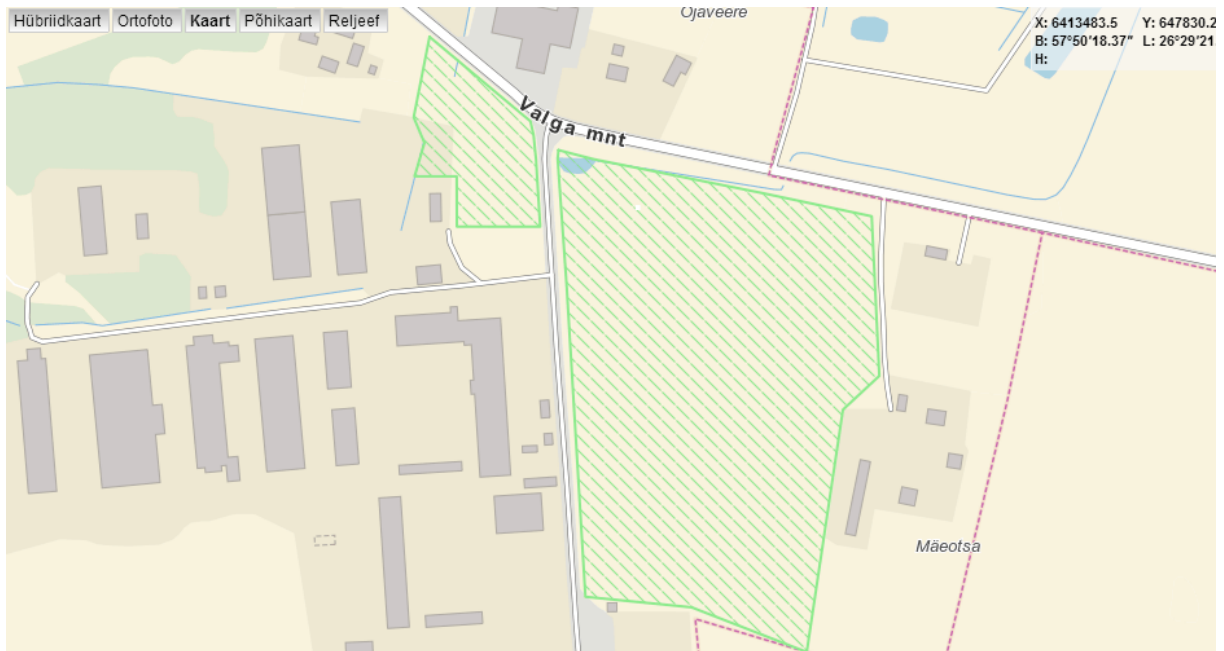 Hübriidkaart Ortofoto Kaart Põhikaart Reljeef
Ojaveere
X: 6413483.5 Y: 647830.2
B: 57°50'18.37" L: 26°29'21
H:
Valga mnt
Mäeotsa